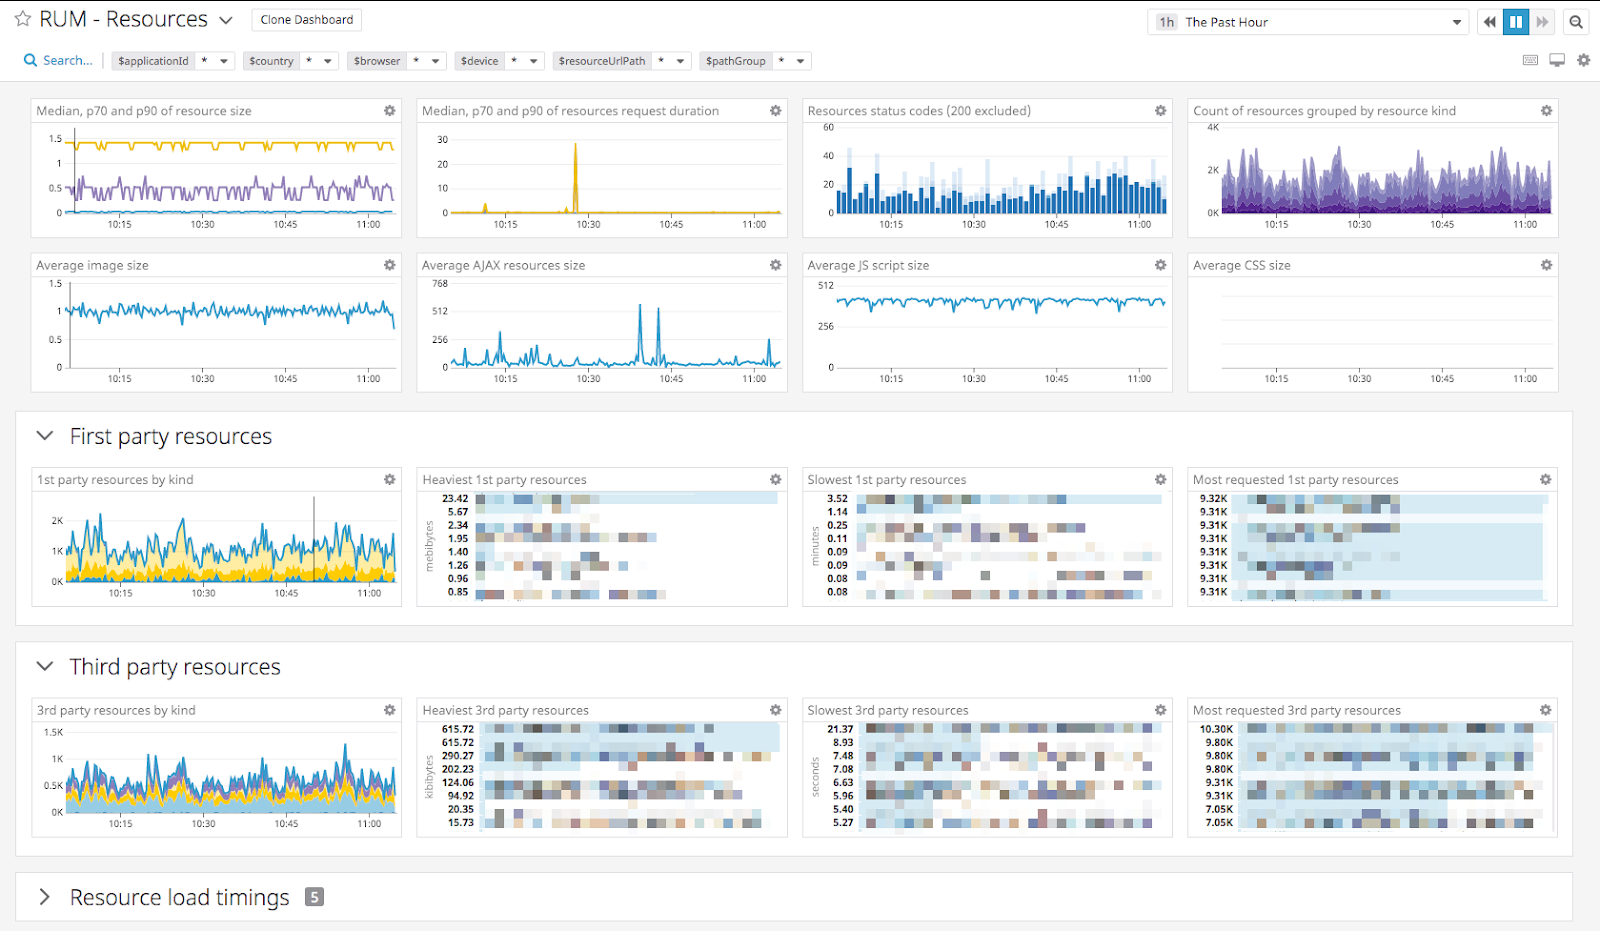 RUM - Resources
Clone Dashboard
1h The Past Hour
Search...
$applicationId *
$country *
$browser *
$device *
$resourceUrlPath *
$pathGroup *
Median, p70 and p90 of resource size
1.5
1
0.5
0
10:15 10:30 10:45 11:00
Median, p70 and p90 of resources request duration
30
20
10
0
10:15 10:30 10:45 11:00
Resources status codes (200 excluded)
60
40
20
0
10:15 10:30 10:45 11:00
Count of resources grouped by resource kind
4K
2K
0K
10:15 10:30 10:45 11:00
Average image size
1.5
1
0.5
0
10:15 10:30 10:45 11:00
Average AJAX resources size
768
512
256
0
10:15 10:30 10:45 11:00
Average JS script size
512
256
0
10:15 10:30 10:45 11:00
Average CSS size
10:15 10:30 10:45 11:00
First party resources
1st party resources by kind
2K
1K
0K
10:15 10:30 10:45 11:00
Heaviest 1st party resources
mebibytes
23.42
5.67
2.34
1.95
1.40
1.26
0.96
0.85
Slowest 1st party resources
minutes
3.52
1.14
0.25
0.11
0.09
0.09
0.08
0.08
Most requested 1st party resources
9.32K
9.31K
9.31K
9.31K
9.31K
9.31K
9.31K
9.31K
Third party resources
3rd party resources by kind
1.5K
1K
0.5K
0K
10:15 10:30 10:45 11:00
Heaviest 3rd party resources
kibibytes
615.72
615.72
290.27
202.23
124.06
94.92
20.35
15.73
Slowest 3rd party resources
seconds
21.37
8.93
7.48
7.08
6.63
5.96
5.40
5.27
Most requested 3rd party resources
10.30K
9.80K
9.80K
9.80K
9.31K
9.31K
7.05K
7.05K
Resource load timings 5